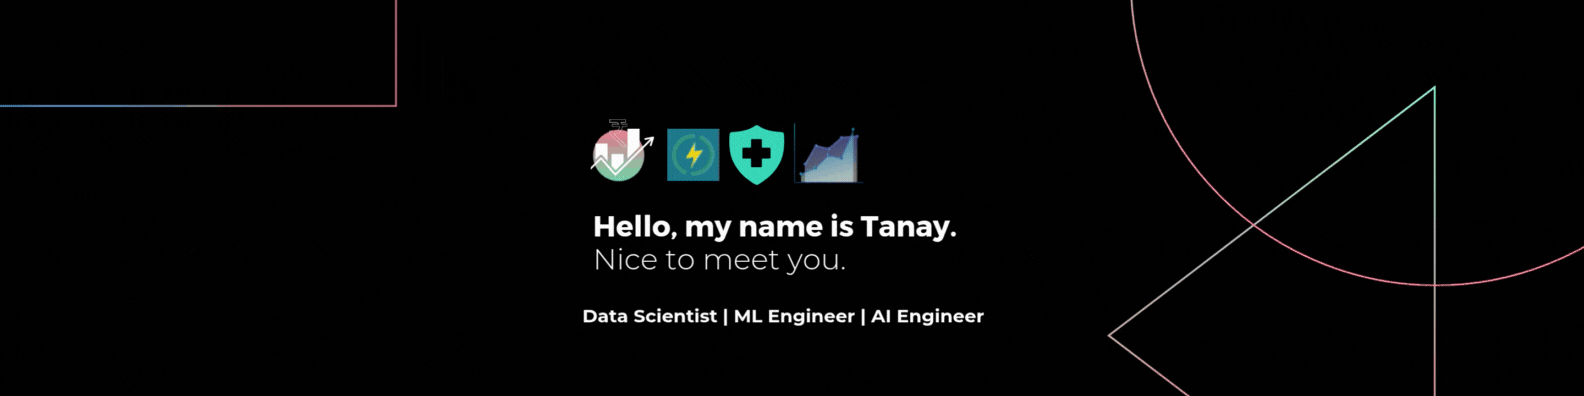 Hello, my name is Tanay.
Nice to meet you.
Data Scientist | ML Engineer | AI Engineer